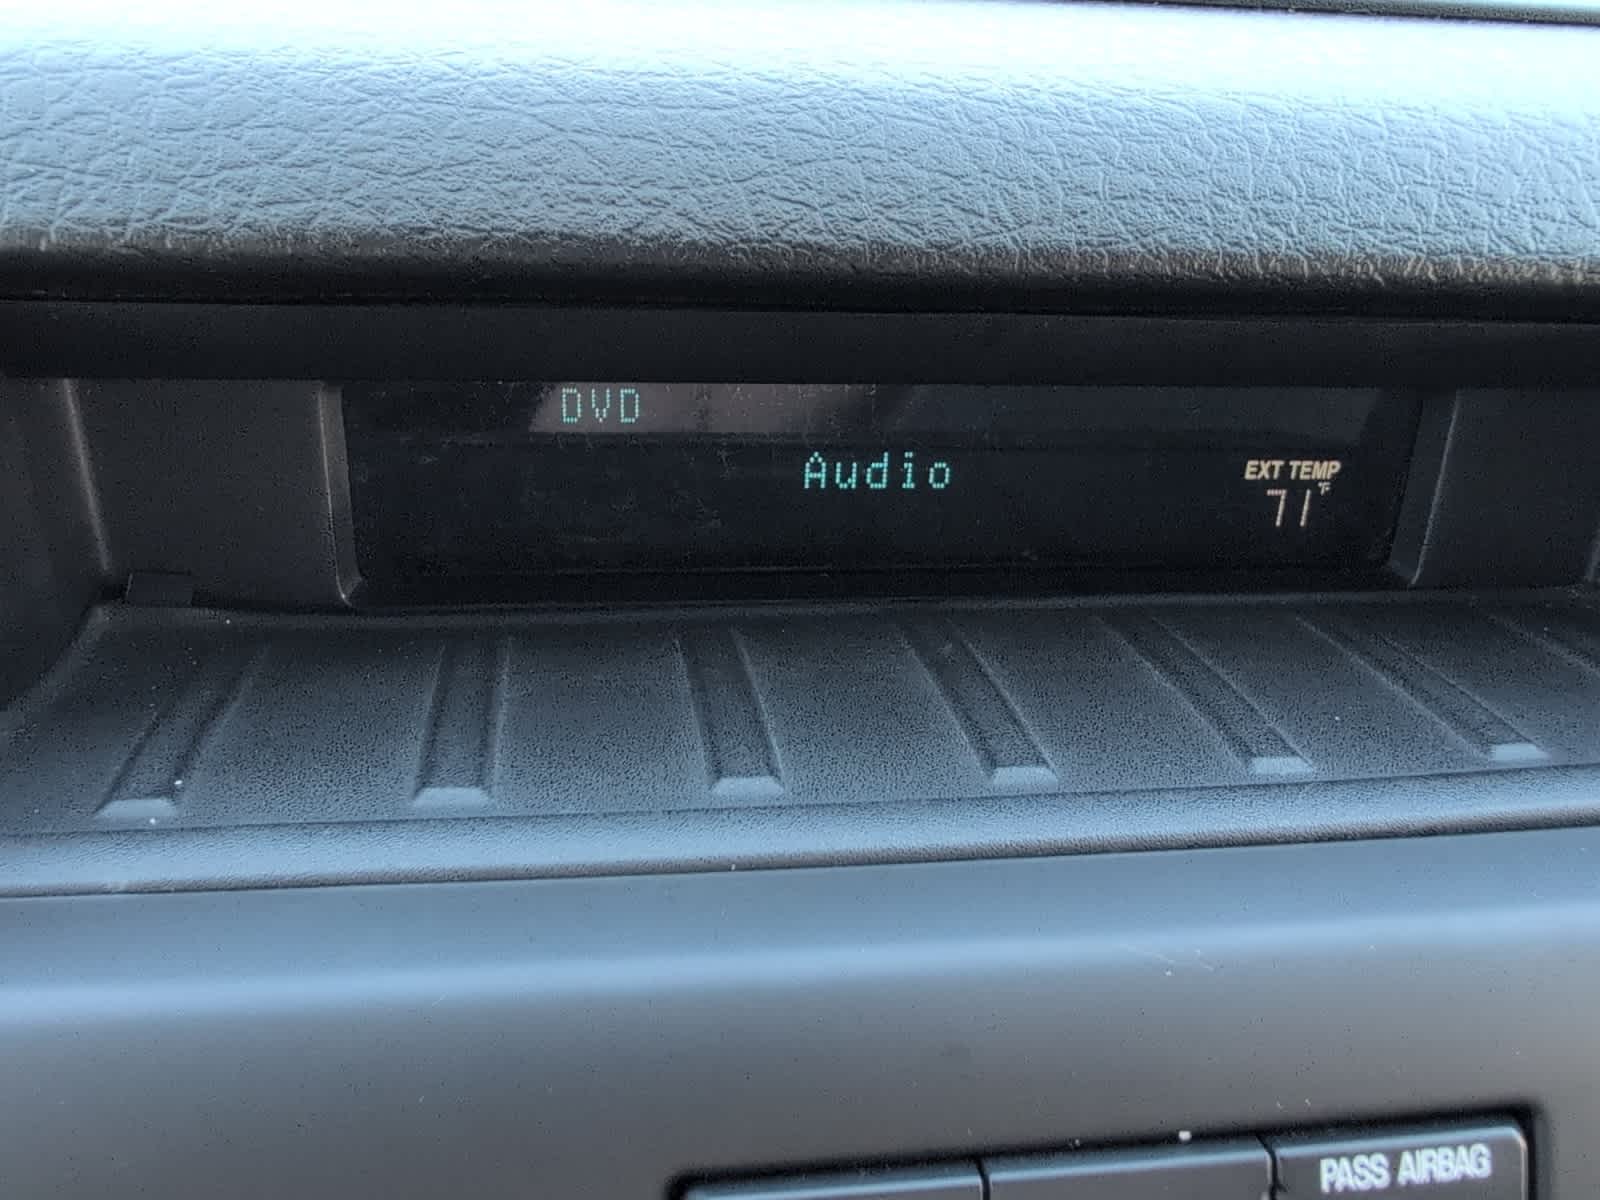 DVD
Audio
EXT TEMP
71°F
PASS AIRBAG